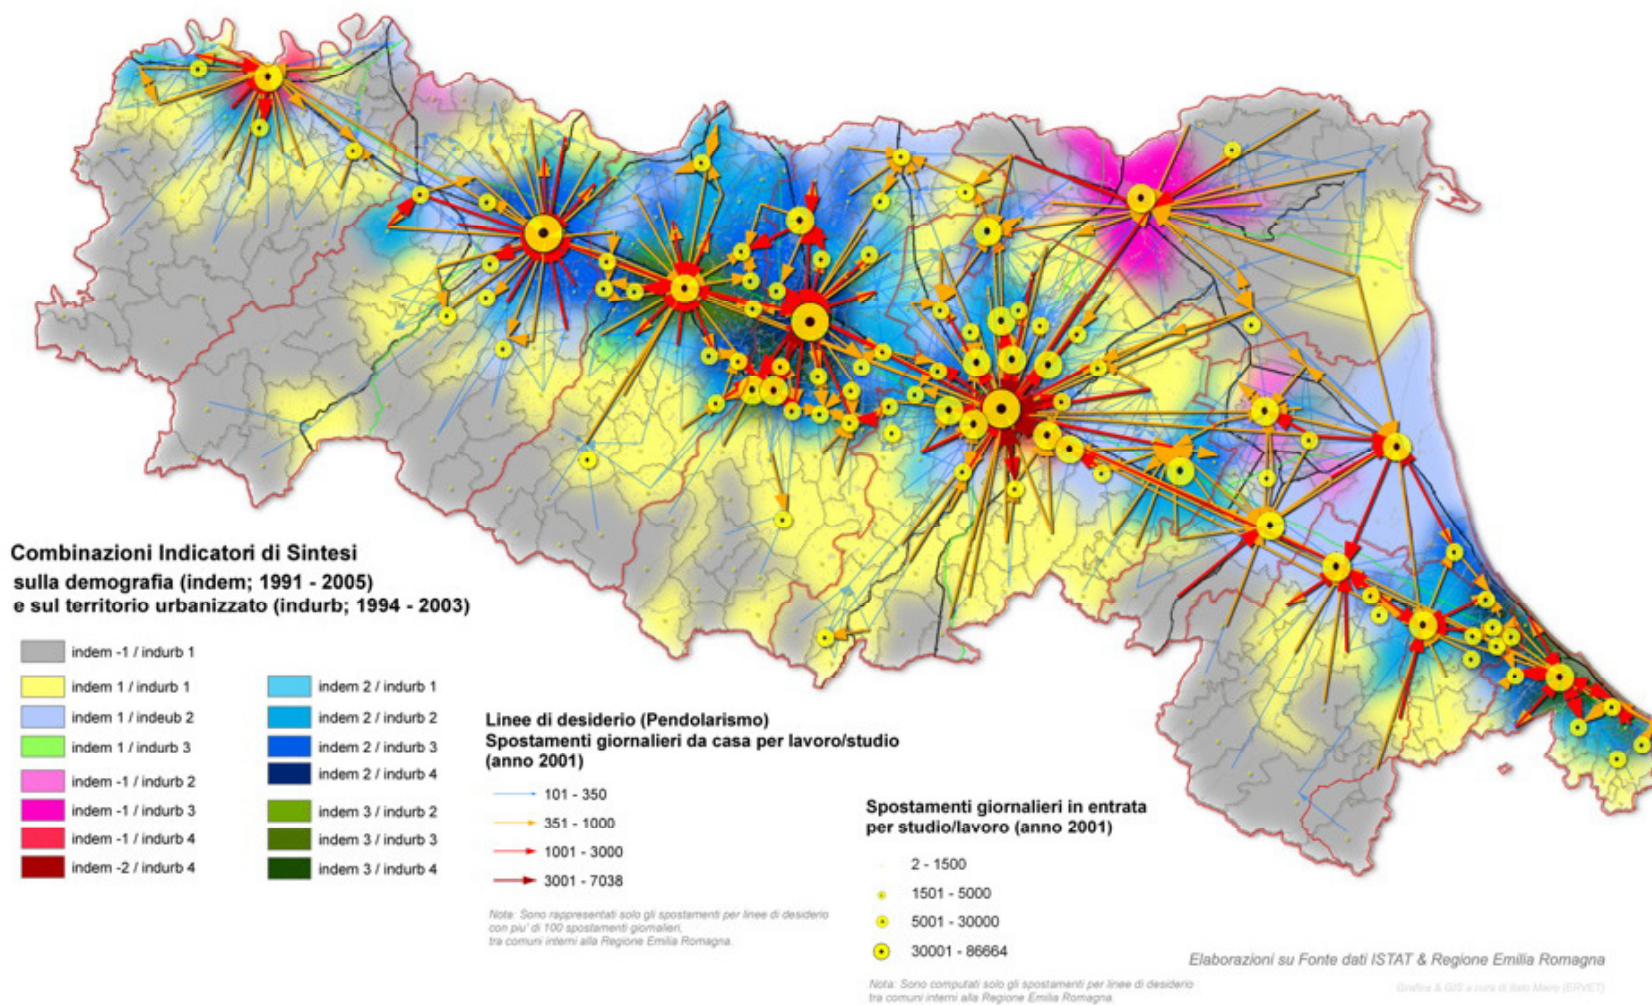 Combinazioni Indicatori di Sintesi
sulla demografia (indem; 1991 - 2005)
e sul territorio urbanizzato (indurb; 1994 - 2003)
indem -1 / indurb 1
indem 1 / indurb 1
indem 1 / indeub 2
indem 1 / indurb 3
indem -1 / indurb 2
indem -1 / indurb 3
indem -1 / indurb 4
indem -2 / indurb 4
indem 2 / indurb 1
indem 2 / indurb 2
indem 2 / indurb 3
indem 2 / indurb 4
indem 3 / indurb 2
indem 3 / indurb 3
indem 3 / indurb 4
Linee di desiderio (Pendolarismo)
Spostamenti giornalieri da casa per lavoro/studio
(anno 2001)
101 - 350
351 - 1000
1001 - 3000
3001 - 7038
Nota: Sono rappresentati solo gli spostamenti per linee di desiderio
con piu' di 100 spostamenti giornalieri,
tra comuni interni alla Regione Emilia Romagna.
Spostamenti giornalieri in entrata
per studio/lavoro (anno 2001)
2 - 1500
1501 - 5000
5001 - 30000
30001 - 86664
Nota: Sono computati solo gli spostamenti per linee di desiderio
tra comuni interni alla Regione Emilia Romagna.
Elaborazioni su Fonte dati ISTAT & Regione Emilia Romagna
Grafica & GIS a cura di Italo Meiro (ERVET)